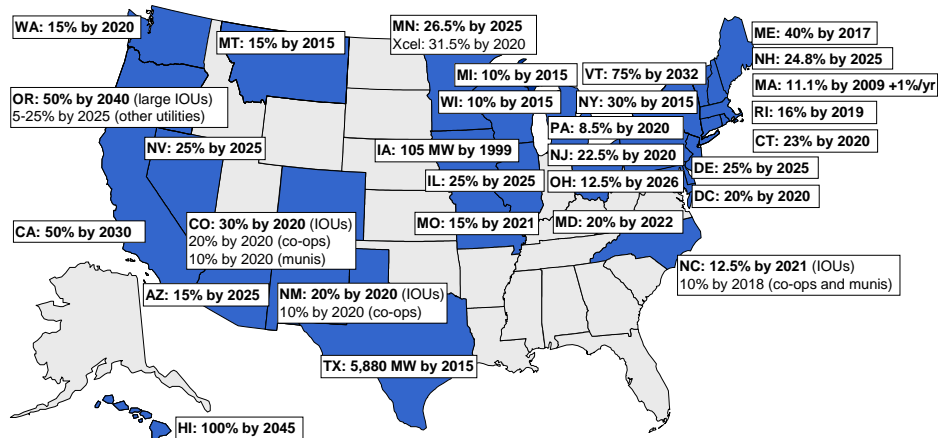 WA: 15% by 2020
MT: 15% by 2015
MN: 26.5% by 2025
Xcel: 31.5% by 2020
ME: 40% by 2017
NH: 24.8% by 2025
MI: 10% by 2015
VT: 75% by 2032
MA: 11.1% by 2009 +1%/yr
OR: 50% by 2040 (large IOUs)
5-25% by 2025 (other utilities)
WI: 10% by 2015
NY: 30% by 2015
RI: 16% by 2019
PA: 8.5% by 2020
CT: 23% by 2020
NV: 25% by 2025
IA: 105 MW by 1999
NJ: 22.5% by 2020
DE: 25% by 2025
IL: 25% by 2025
OH: 12.5% by 2026
DC: 20% by 2020
CA: 50% by 2030
CO: 30% by 2020 (IOUs)
20% by 2020 (co-ops)
10% by 2020 (munis)
MO: 15% by 2021
MD: 20% by 2022
NC: 12.5% by 2021 (IOUs)
10% by 2018 (co-ops and munis)
AZ: 15% by 2025
NM: 20% by 2020 (IOUs)
10% by 2020 (co-ops)
TX: 5,880 MW by 2015
HI: 100% by 2045